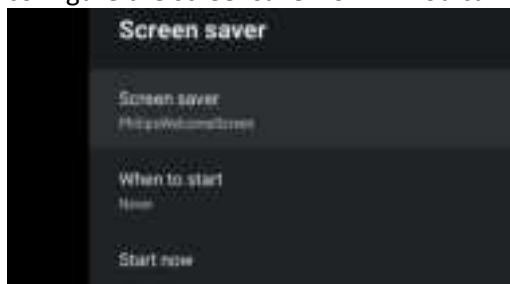 Screen saver
Screen saver
PhilipsWelcomeScreen
When to start
Never
Start now